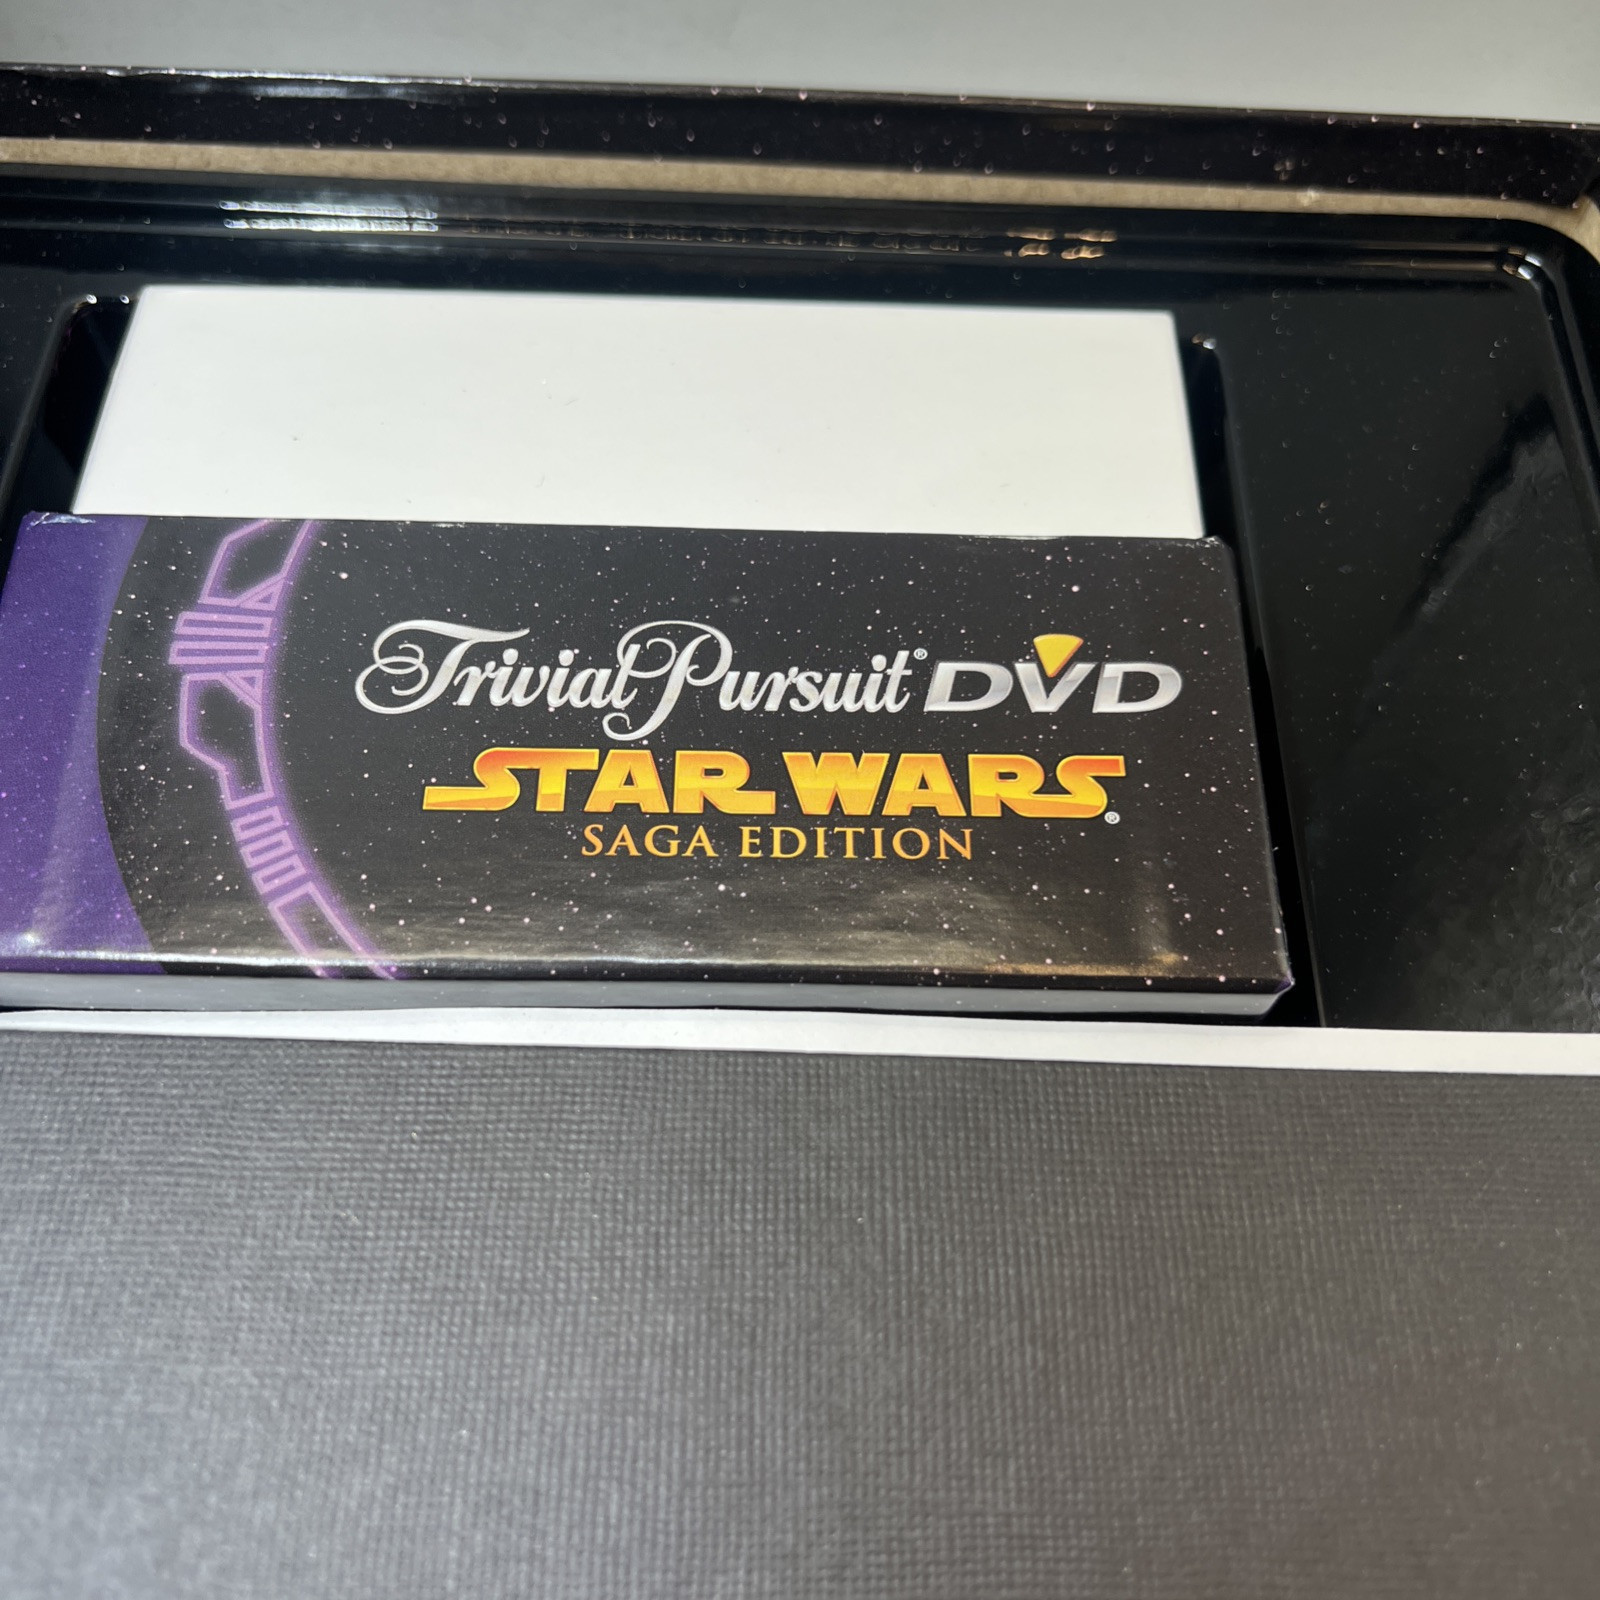 Trivial Pursuit® DVD
STAR WARS®
SAGA EDITION